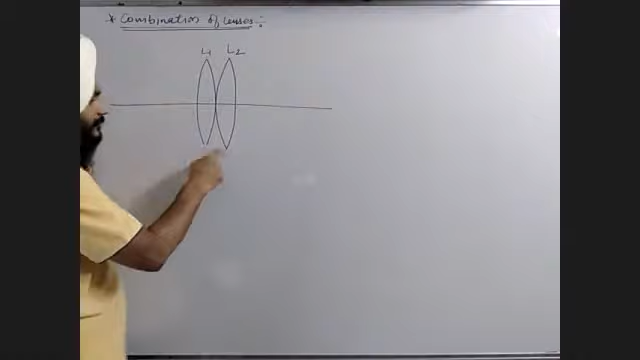 * Combination of lenses :-
L1 L2